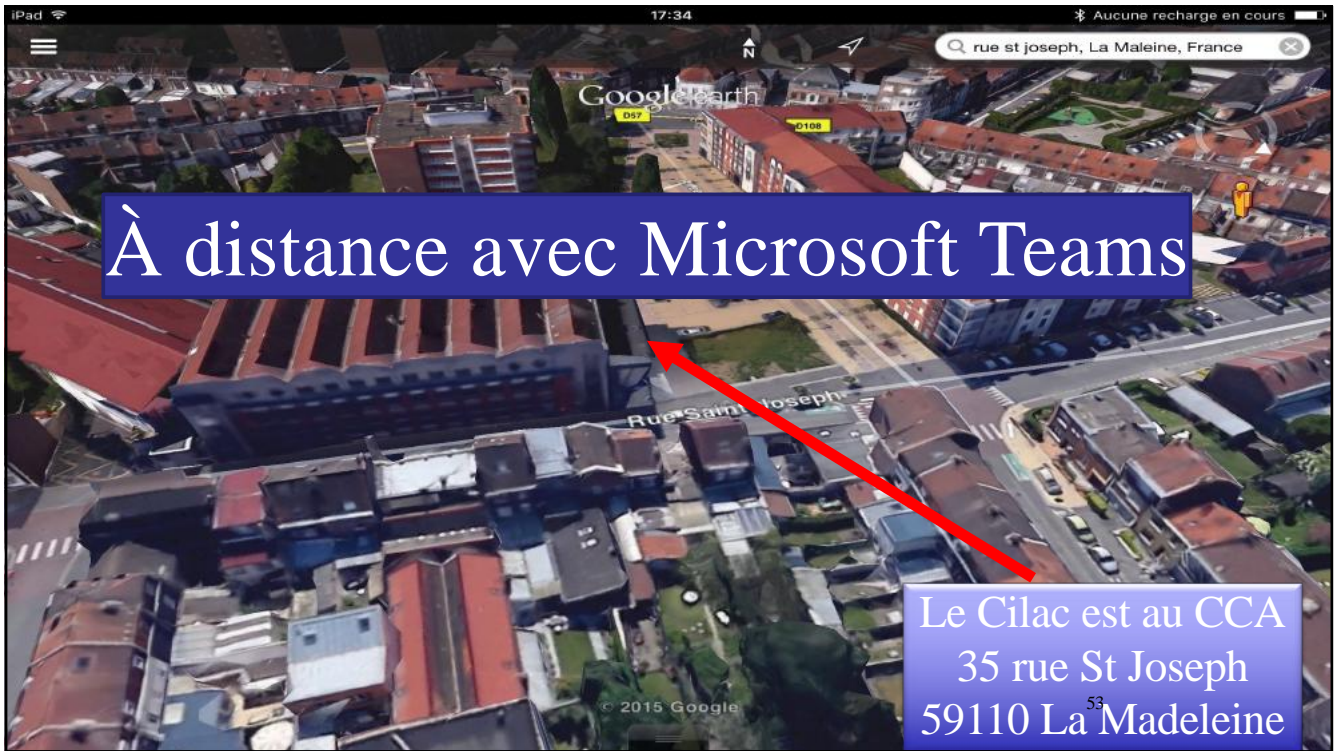 iPad 17:34 Aucune recharge en cours
N
rue st joseph, La Maleine, France
Google earth
D57
D108
À distance avec Microsoft Teams
Rue Saint Joseph
Le Cilac est au CCA
35 rue St Joseph
53
59110 La Madeleine
© 2015 Google